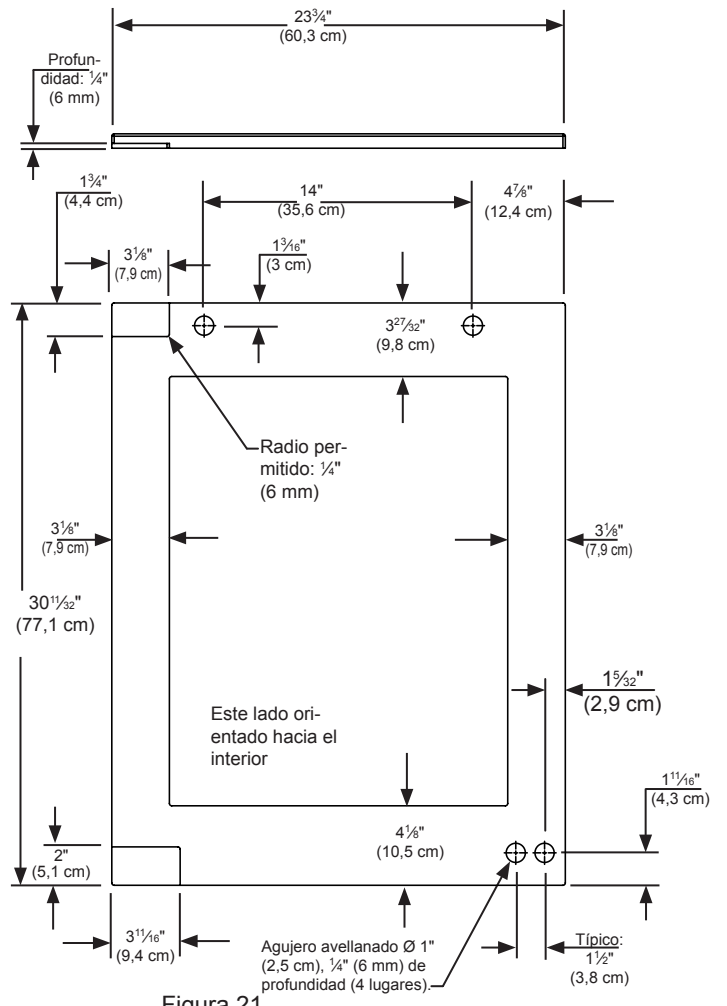 23¾"
(60,3 cm)
Profun-
didad: ¼"
(6 mm)
1¾"
(4,4 cm)
14"
(35,6 cm)
4⅞"
(12,4 cm)
3⅛"
(7,9 cm)
1³⁄₁₆"
(3 cm)
3²⁷⁄₃₂"
(9,8 cm)
Radio per-
mitido: ¼"
(6 mm)
3⅛"
(7,9 cm)
3⅛"
(7,9 cm)
30¹¹⁄₃₂"
(77,1 cm)
1⁵⁄₃₂"
(2,9 cm)
Este lado ori-
entado hacia el
interior
1¹¹⁄₁₆"
(4,3 cm)
4⅛"
(10,5 cm)
2"
(5,1 cm)
3¹¹⁄₁₆"
(9,4 cm)
Agujero avellanado Ø 1"
(2,5 cm), ¼" (6 mm) de
profundidad (4 lugares).
Típico:
1½"
(3,8 cm)
Figura 21